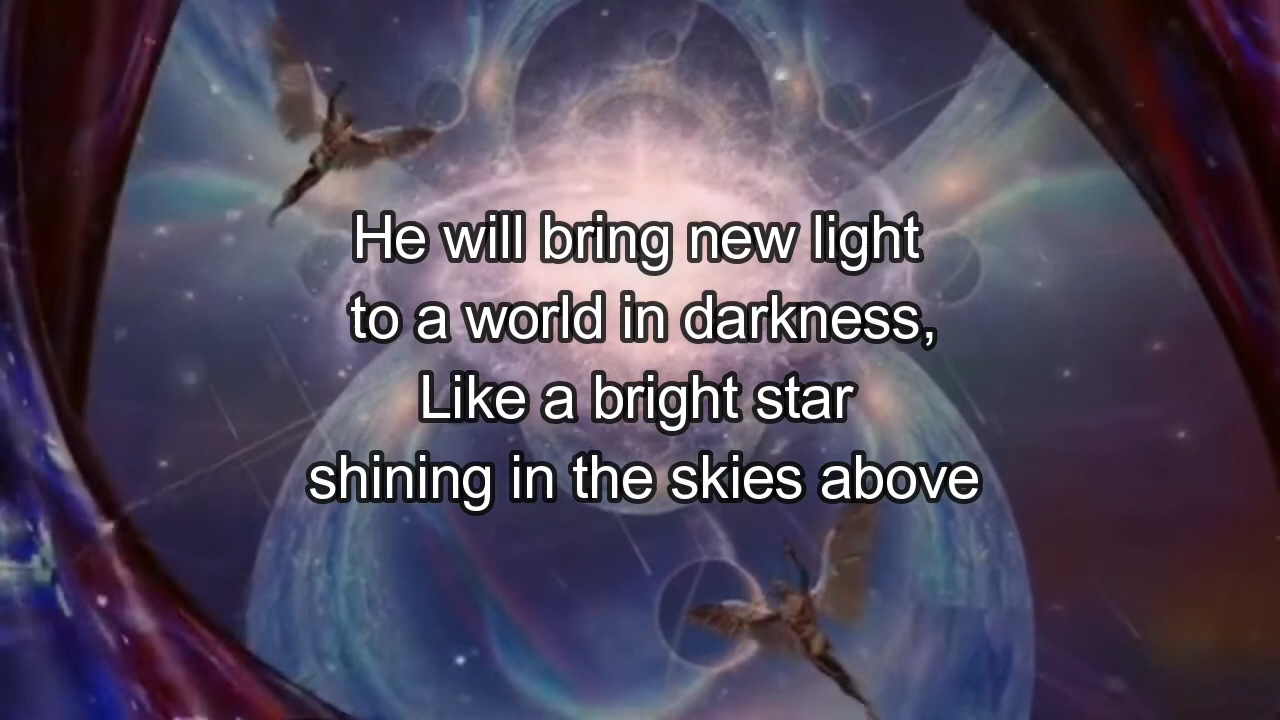 He will bring new light
to a world in darkness,
Like a bright star
shining in the skies above